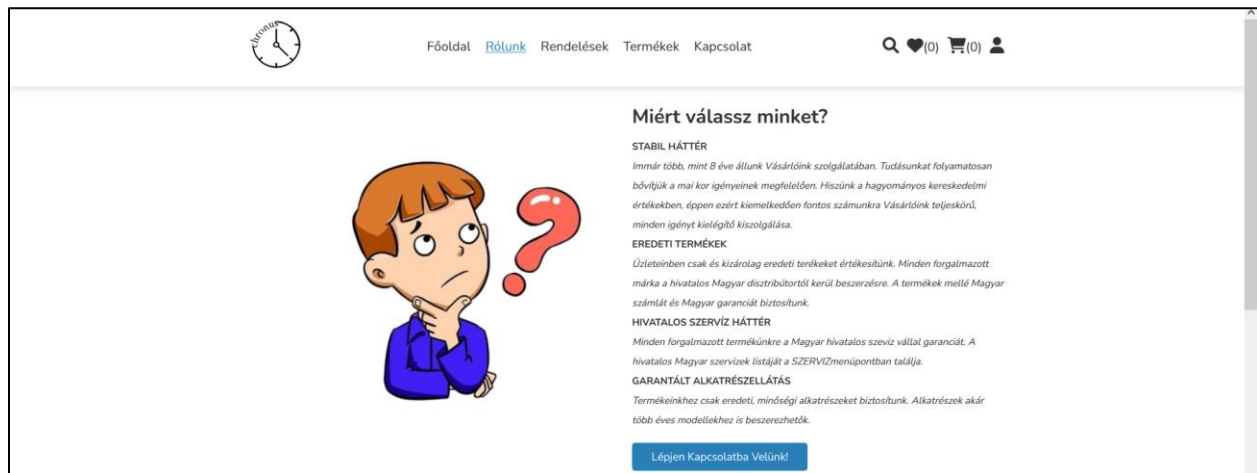 chronus
Főoldal Rólunk Rendelések Termékek Kapcsolat (0) (0)
Miért válassz minket?
STABIL HÁTTÉR
Immár több, mint 8 éve állunk Vásárlóink szolgálatában. Tudásunkat folyamatosan
bővítjük a mai kor igényeinek megfelelően. Hiszünk a hagyományos kereskedelmi
értékekben, éppen ezért kiemelkedően fontos számunkra Vásárlóink teljeskörű,
minden igényt kielégítő kiszolgálása.
EREDETI TERMÉKEK
Üzleteinben csak és kizárolag eredeti terékeket értékesítünk. Minden forgalmazott
márka a hivatalos Magyar disztribútortól kerül beszerzésre. A termékek mellé Magyar
számlát és Magyar garanciát biztosítunk.
HIVATALOS SZERVÍZ HÁTTÉR
Minden forgalmazott termékünkre a Magyar hivatalos szeviz vállal garanciát. A
hivatalos Magyar szervizek listáját a SZERVIZmenüpontban találja.
GARANTÁLT ALKATRÉSZELLÁTÁS
Termékeinkhez csak eredeti, minőségi alkatrészeket biztosítunk. Alkatrészek akár
több éves modellekhez is beszerezhetők.
Lépjen Kapcsolatba Velünk!